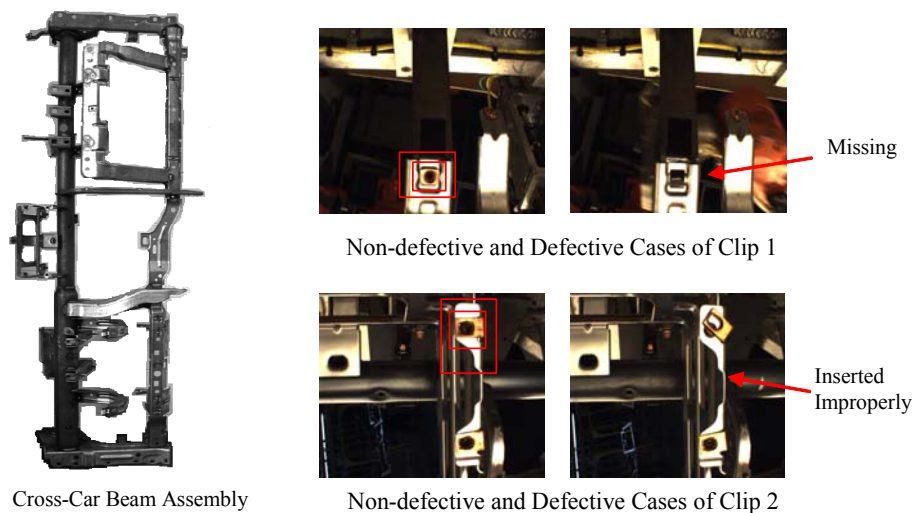 Missing
Non-defective and Defective Cases of Clip 1
Inserted
Improperly
Cross-Car Beam Assembly
Non-defective and Defective Cases of Clip 2